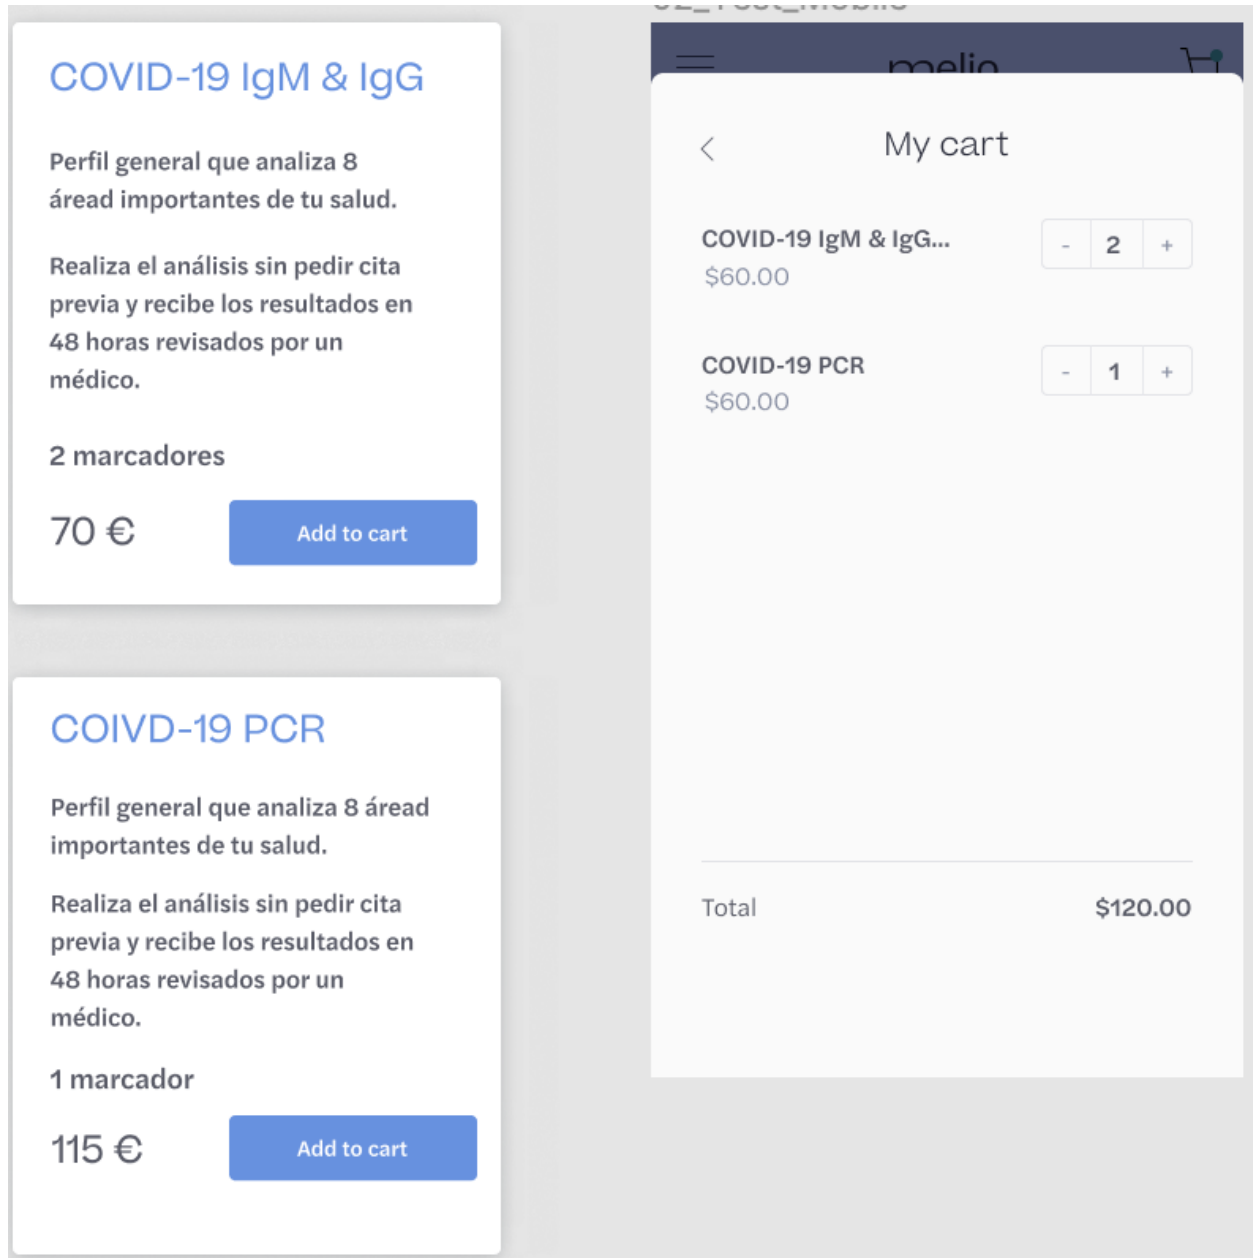 COVID-19 IgM & IgG
Perfil general que analiza 8
áread importantes de tu salud.
Realiza el análisis sin pedir cita
previa y recibe los resultados en
48 horas revisados por un
médico.
2 marcadores
70 €
Add to cart
COIVD-19 PCR
Perfil general que analiza 8 áread
importantes de tu salud.
Realiza el análisis sin pedir cita
previa y recibe los resultados en
48 horas revisados por un
médico.
1 marcador
115 €
Add to cart
02_Test_Mobile
melio
My cart
COVID-19 IgM & IgG...
- 2 +
$60.00
COVID-19 PCR
- 1 +
$60.00
Total
$120.00